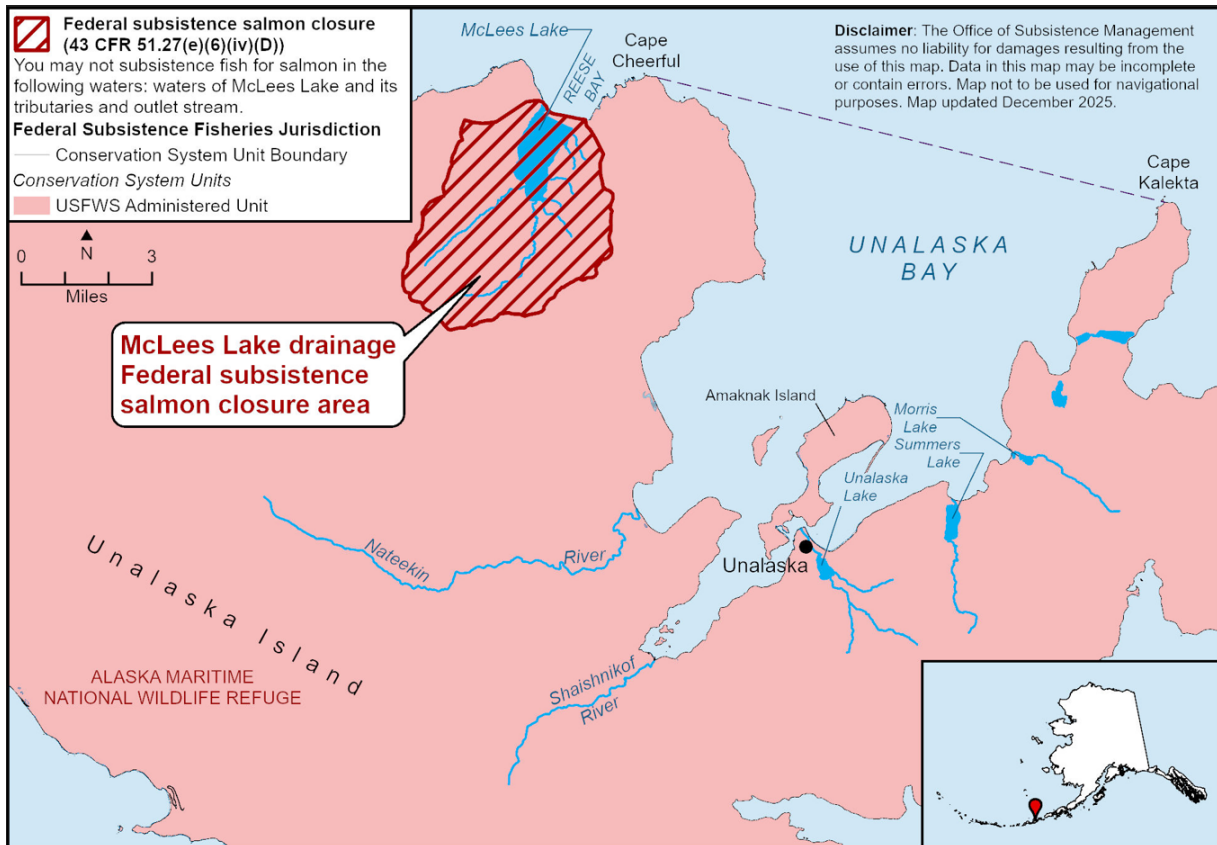 Federal subsistence salmon closure
(43 CFR 51.27(e)(6)(iv)(D))
You may not subsistence fish for salmon in the
following waters: waters of McLees Lake and its
tributaries and outlet stream.
Federal Subsistence Fisheries Jurisdiction
Conservation System Unit Boundary
Conservation System Units
USFWS Administered Unit
N
0 3
Miles
McLees Lake
REESE
BAY
Cape
Cheerful
Disclaimer: The Office of Subsistence Management
assumes no liability for damages resulting from the
use of this map. Data in this map may be incomplete
or contain errors. Map not to be used for navigational
purposes. Map updated December 2025.
Cape
Kalekta
UNALASKA
BAY
McLees Lake drainage
Federal subsistence
salmon closure area
Amaknak Island
Morris
Lake
Summers
Lake
Unalaska
Lake
Unalaska
Nateekin River
Unalaska Island
Shaishnikof
River
ALASKA MARITIME
NATIONAL WILDLIFE REFUGE